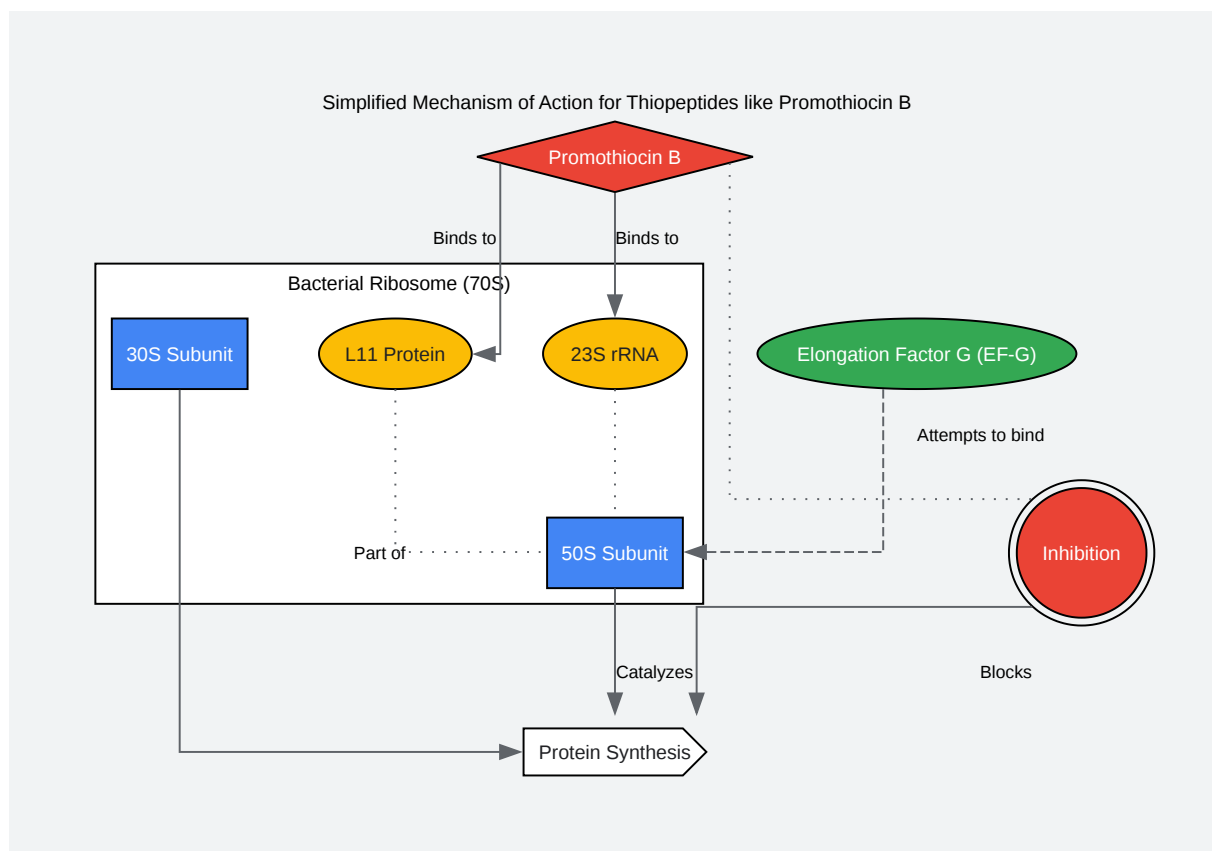 Simplified Mechanism of Action for Thiopeptides like Promothiocin B
Promothiocin B
Binds to
Binds to
Bacterial Ribosome (70S)
30S Subunit
L11 Protein
23S rRNA
Elongation Factor G (EF-G)
Attempts to bind
Part of
50S Subunit
Inhibition
Catalyzes
Blocks
Protein Synthesis